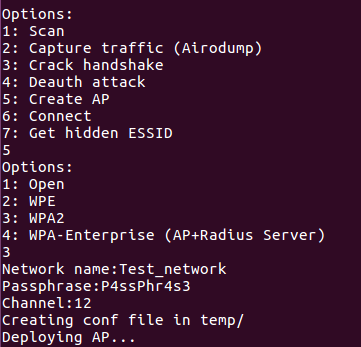 Options:
1: Scan
2: Capture traffic (Airodump)
3: Crack handshake
4: Deauth attack
5: Create AP
6: Connect
7: Get hidden ESSID
5
Options:
1: Open
2: WPE
3: WPA2
4: WPA-Enterprise (AP+Radius Server)
3
Network name:Test_network
Passphrase:P4ssPhr4s3
Channel:12
Creating conf file in temp/
Deploying AP...